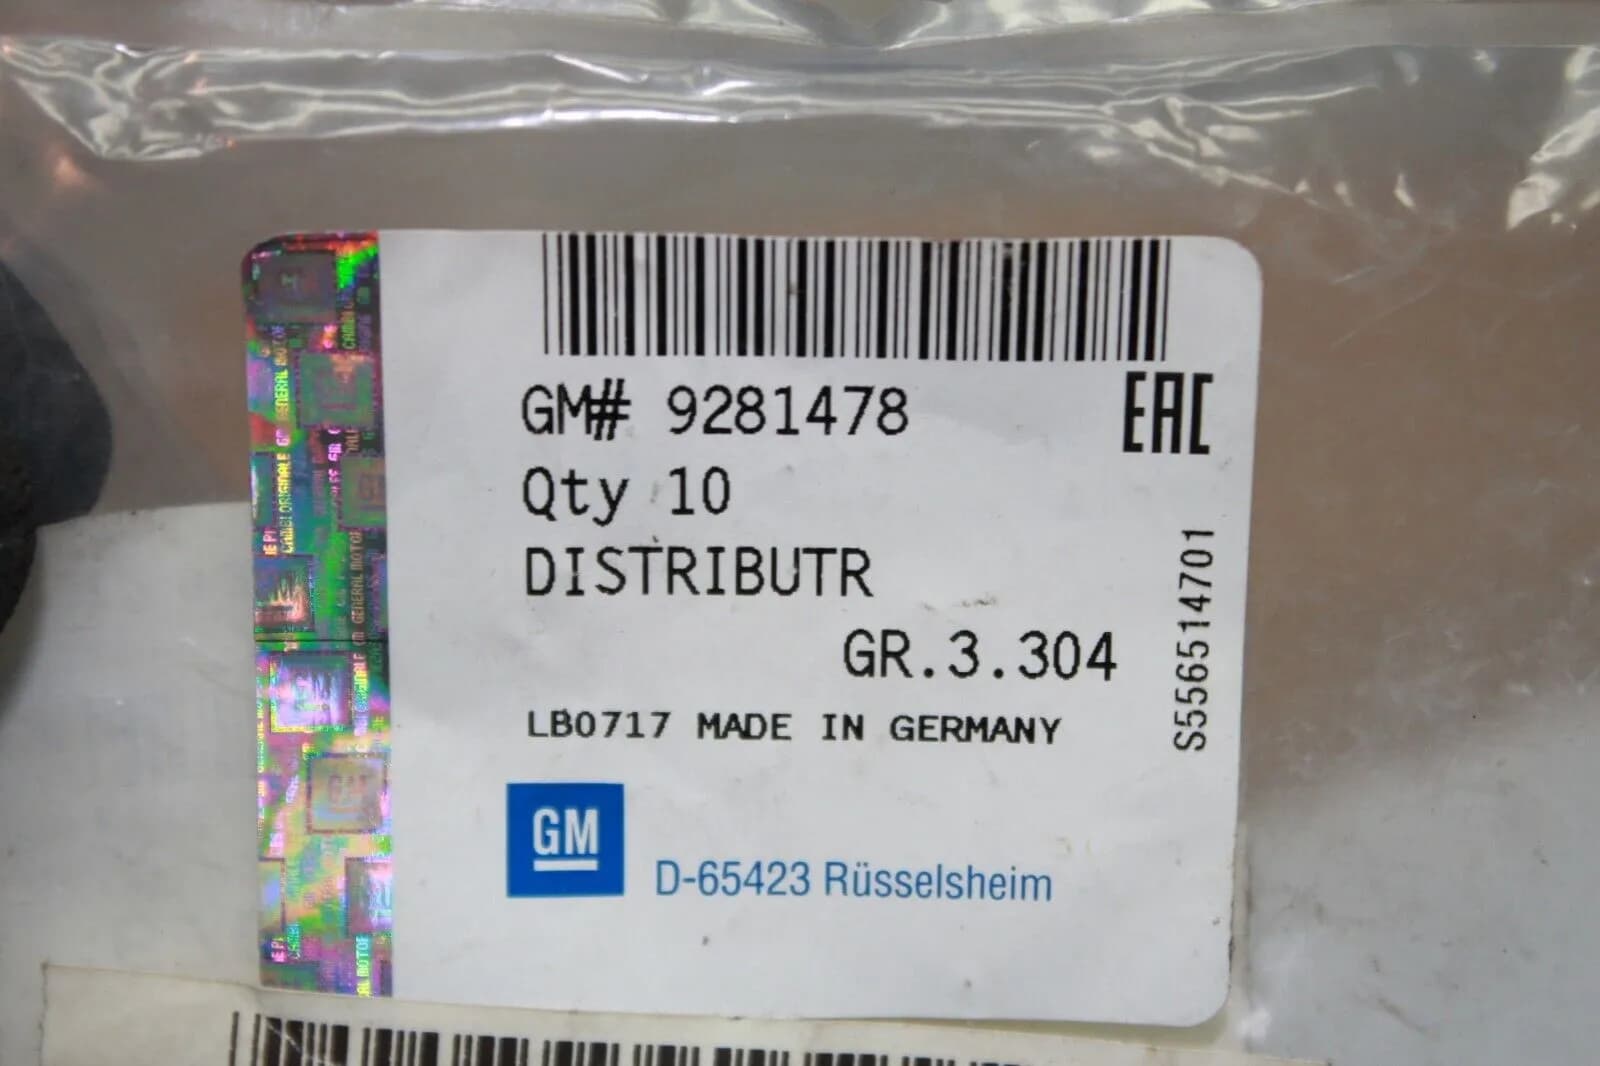 GM# 9281478
EAC
Qty 10
DISTRIBUTR
GR.3.304
S556514701
LB0717 MADE IN GERMANY
GM
D-65423 Rüsselsheim